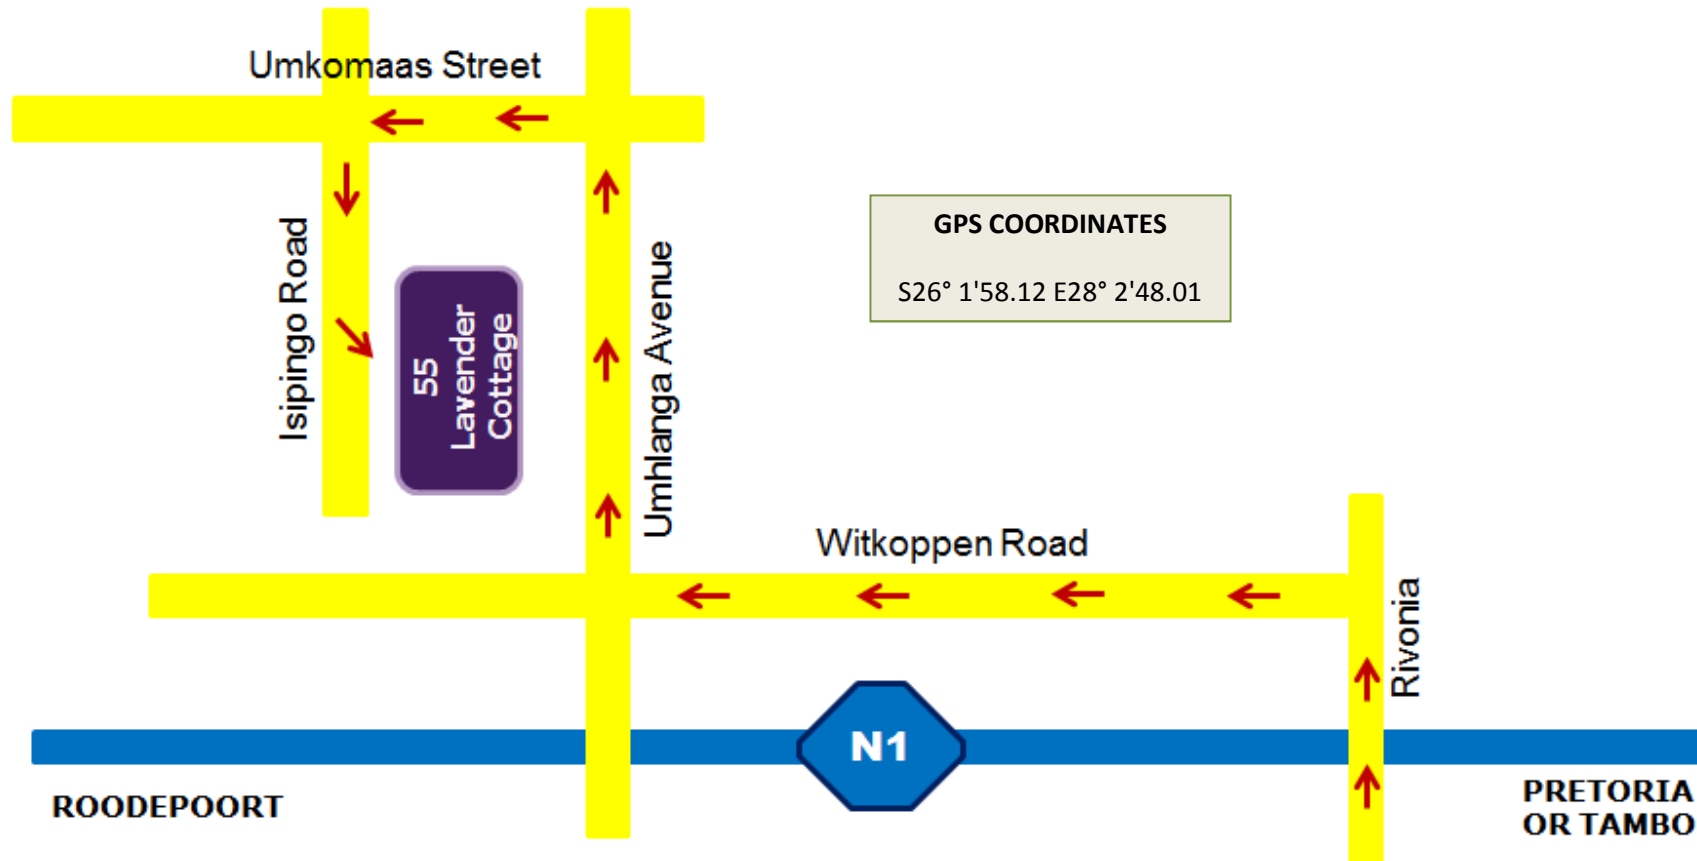 Umkomaas Street
GPS COORDINATES
S26° 1'58.12 E28° 2'48.01
Isipingo Road
55
Lavender
Cottage
Umhlanga Avenue
Witkoppen Road
Rivonia
N1
ROODEPOORT
PRETORIA
OR TAMBO